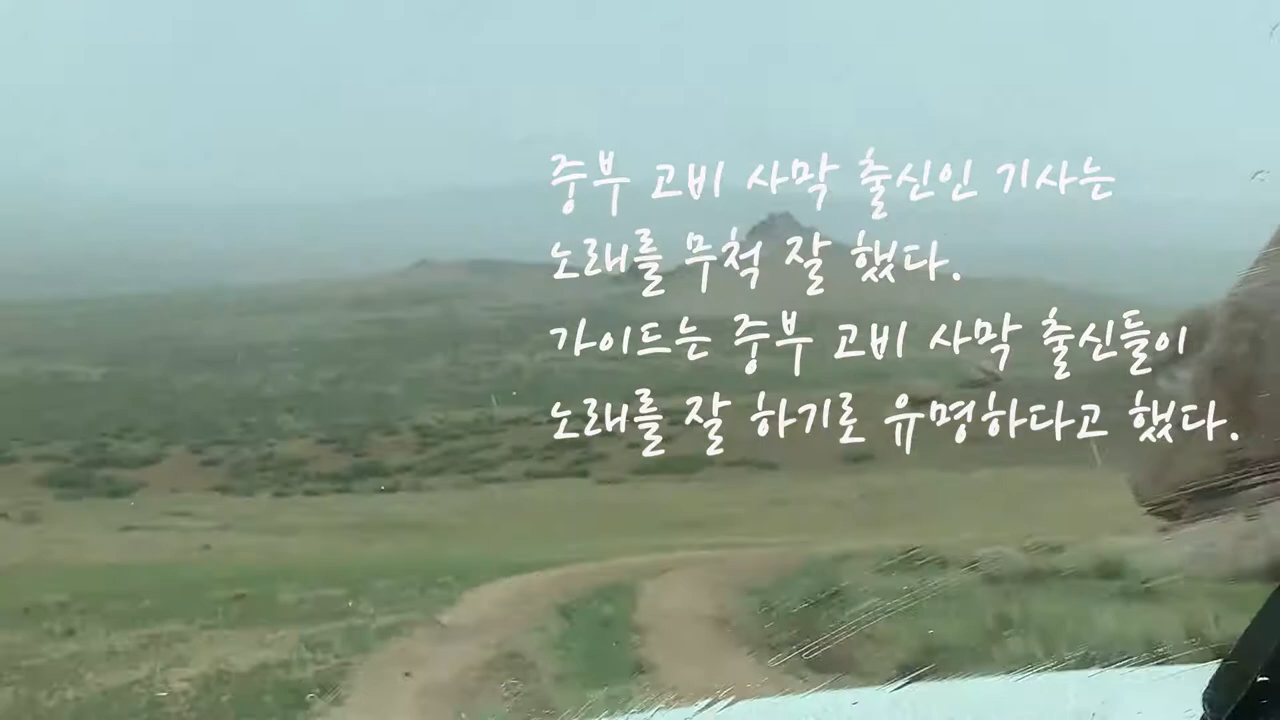 중부 고비 사막 출신인 기사는
노래를 무척 잘 했다.
가이드는 중부 고비 사막 출신들이
노래를 잘 하기로 유명하다고 했다.